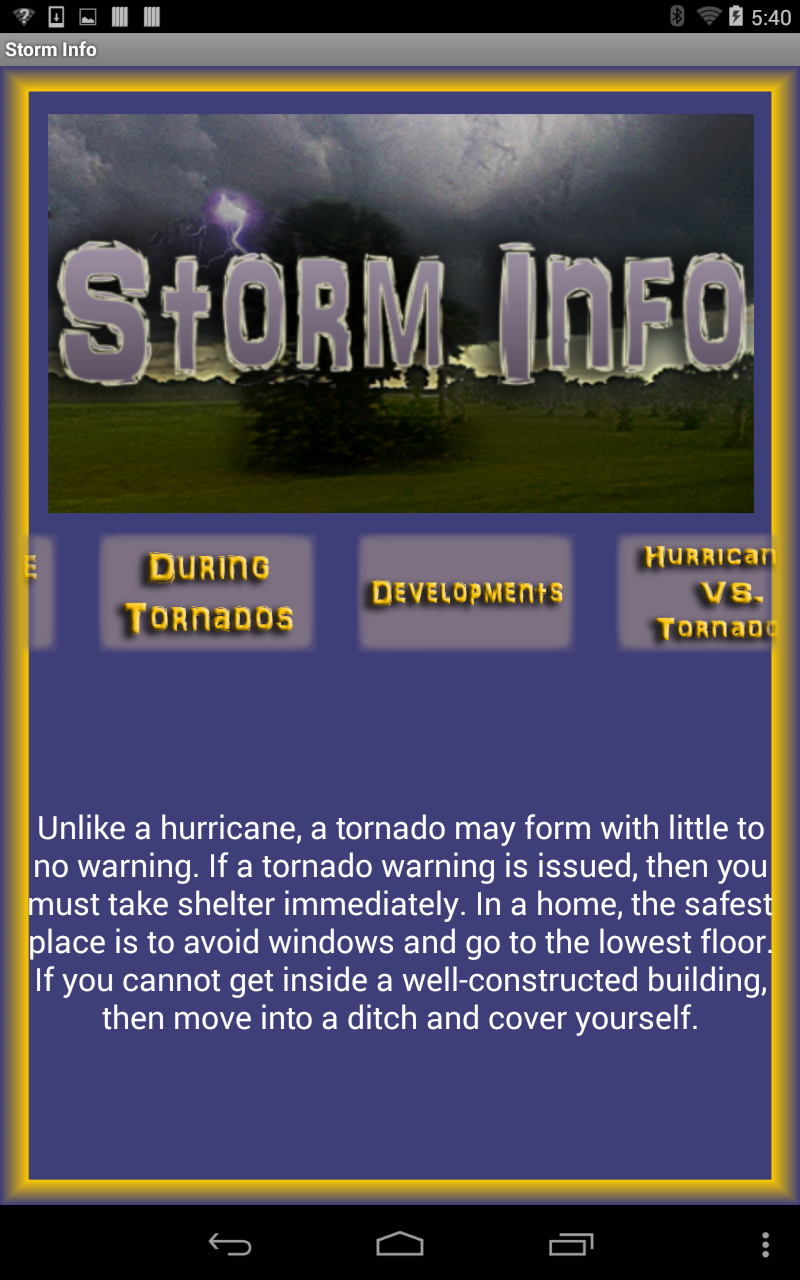 5:40
Storm Info
Storm Info
E
During
Tornados
Developments
Hurrican
vs.
Tornado
Unlike a hurricane, a tornado may form with little to
no warning. If a tornado warning is issued, then you
must take shelter immediately. In a home, the safest
place is to avoid windows and go to the lowest floor.
If you cannot get inside a well-constructed building,
then move into a ditch and cover yourself.